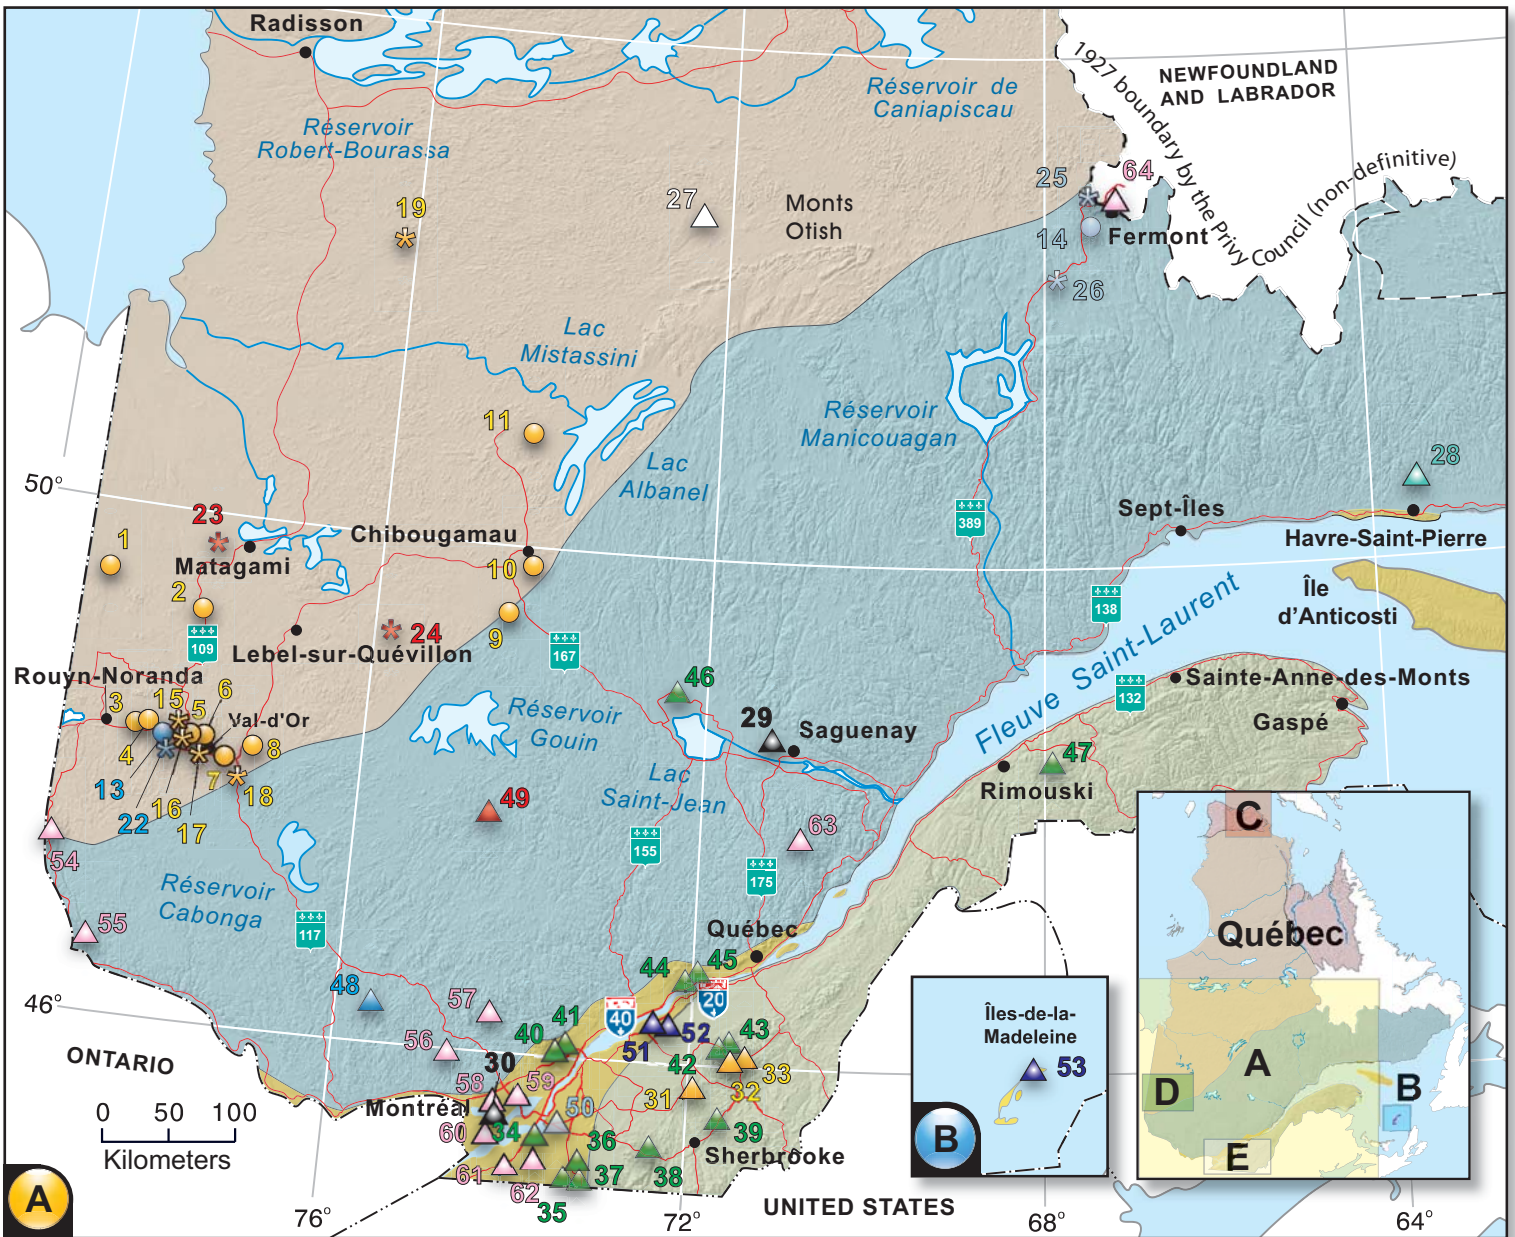 Radisson
Réservoir
Robert-Bourassa
Réservoir de
Caniapiscau
NEWFOUNDLAND
AND LABRADOR
1927 boundary by the Privy
Council (non-definitive)
19
27
Monts
Otish
25
64
14
Fermont
26
Lac
Mistassini
11
Réservoir
Manicouagan
Lac
Albanel
28
50°
389
Sept-Îles
Havre-Saint-Pierre
23
1
Matagami
Chibougamau
10
2
109
24
9
Lebel-sur-Quévillon
167
138
Île
d'Anticosti
Fleuve Saint-Laurent
Rouyn-Noranda
3
15
5
6
Val-d'Or
4
8
13
7
18
16
22
17
46
Réservoir
Gouin
29
Saguenay
132
Sainte-Anne-des-Monts
Gaspé
47
Rimouski
Lac
Saint-Jean
49
54
63
155
175
Réservoir
Cabonga
55
117
Québec
44
45
48
57
46°
40
20
41
40
51
52
43
56
42
33
32
31
30
58
59
Montréal
60
34
50
36
39
38
37
61
62
35
Sherbrooke
ONTARIO
0 50 100
Kilometers
UNITED STATES
A
76°
72°
68°
64°
Îles-de-la-
Madeleine
53
B
C
Québec
A
D
B
E